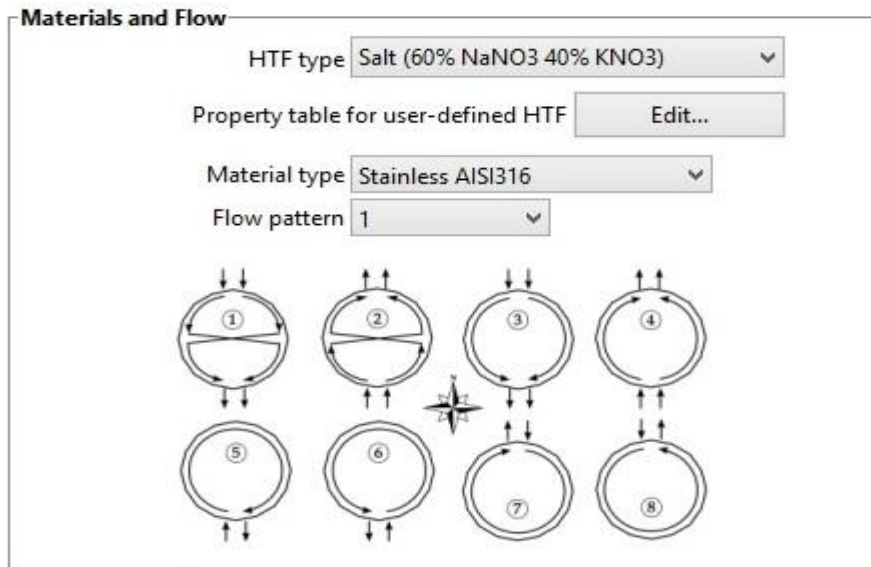 Materials and Flow
HTF type Salt (60% NaNO3 40% KNO3)
Property table for user-defined HTF Edit...
Material type Stainless AISI316
Flow pattern 1
1 2 3 4
N
5 6 7 8